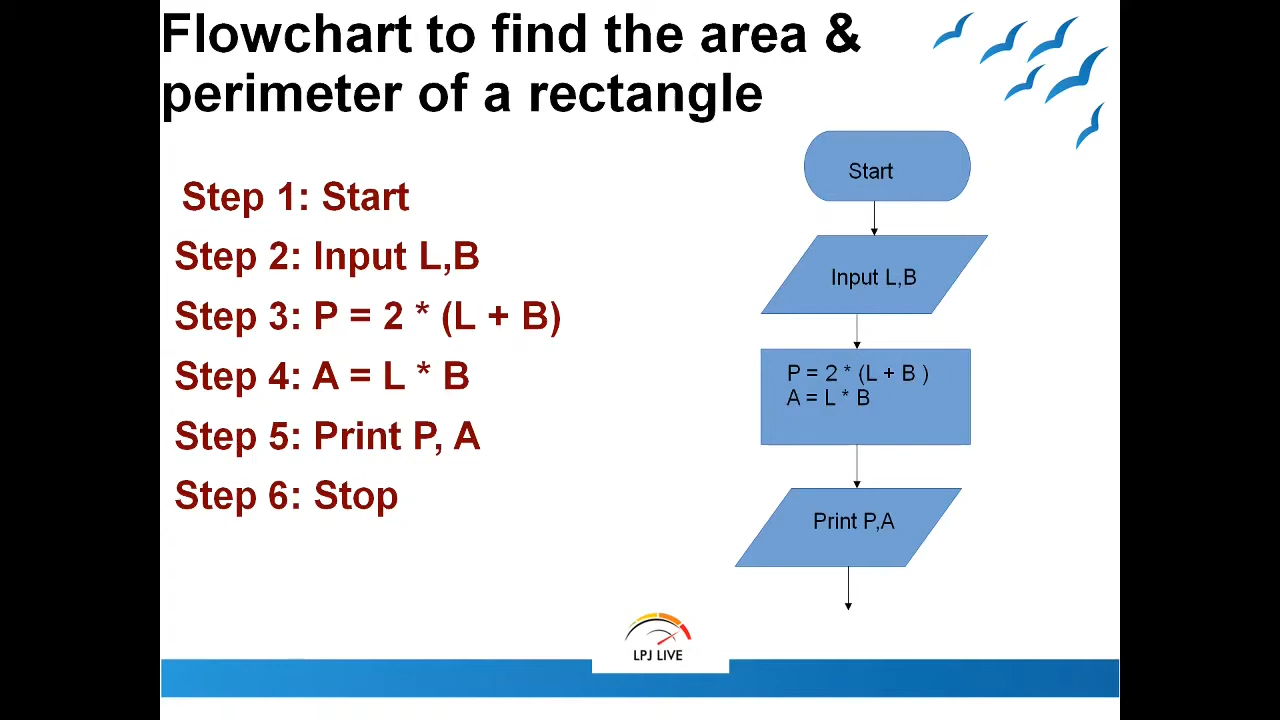 Flowchart to find the area &
perimeter of a rectangle
Step 1: Start
Step 2: Input L,B
Step 3: P = 2 * (L + B)
Step 4: A = L * B
Step 5: Print P, A
Step 6: Stop
Start
Input L,B
P = 2 * (L + B )
A = L * B
Print P,A
LPJ LIVE